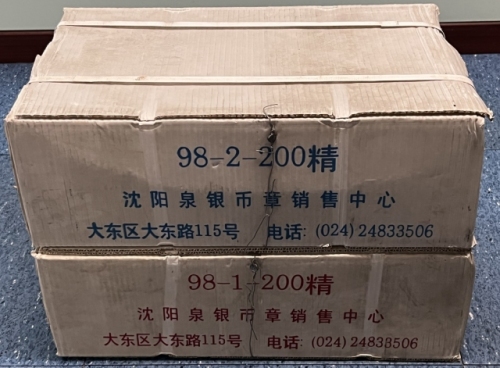 98-2-200精
沈阳泉银币章销售中心
大东区大东路115号 电话: (024) 24833506
98-1-200精
沈阳泉银币章销售中心
大东区大东路115号 电话: (024) 24833506